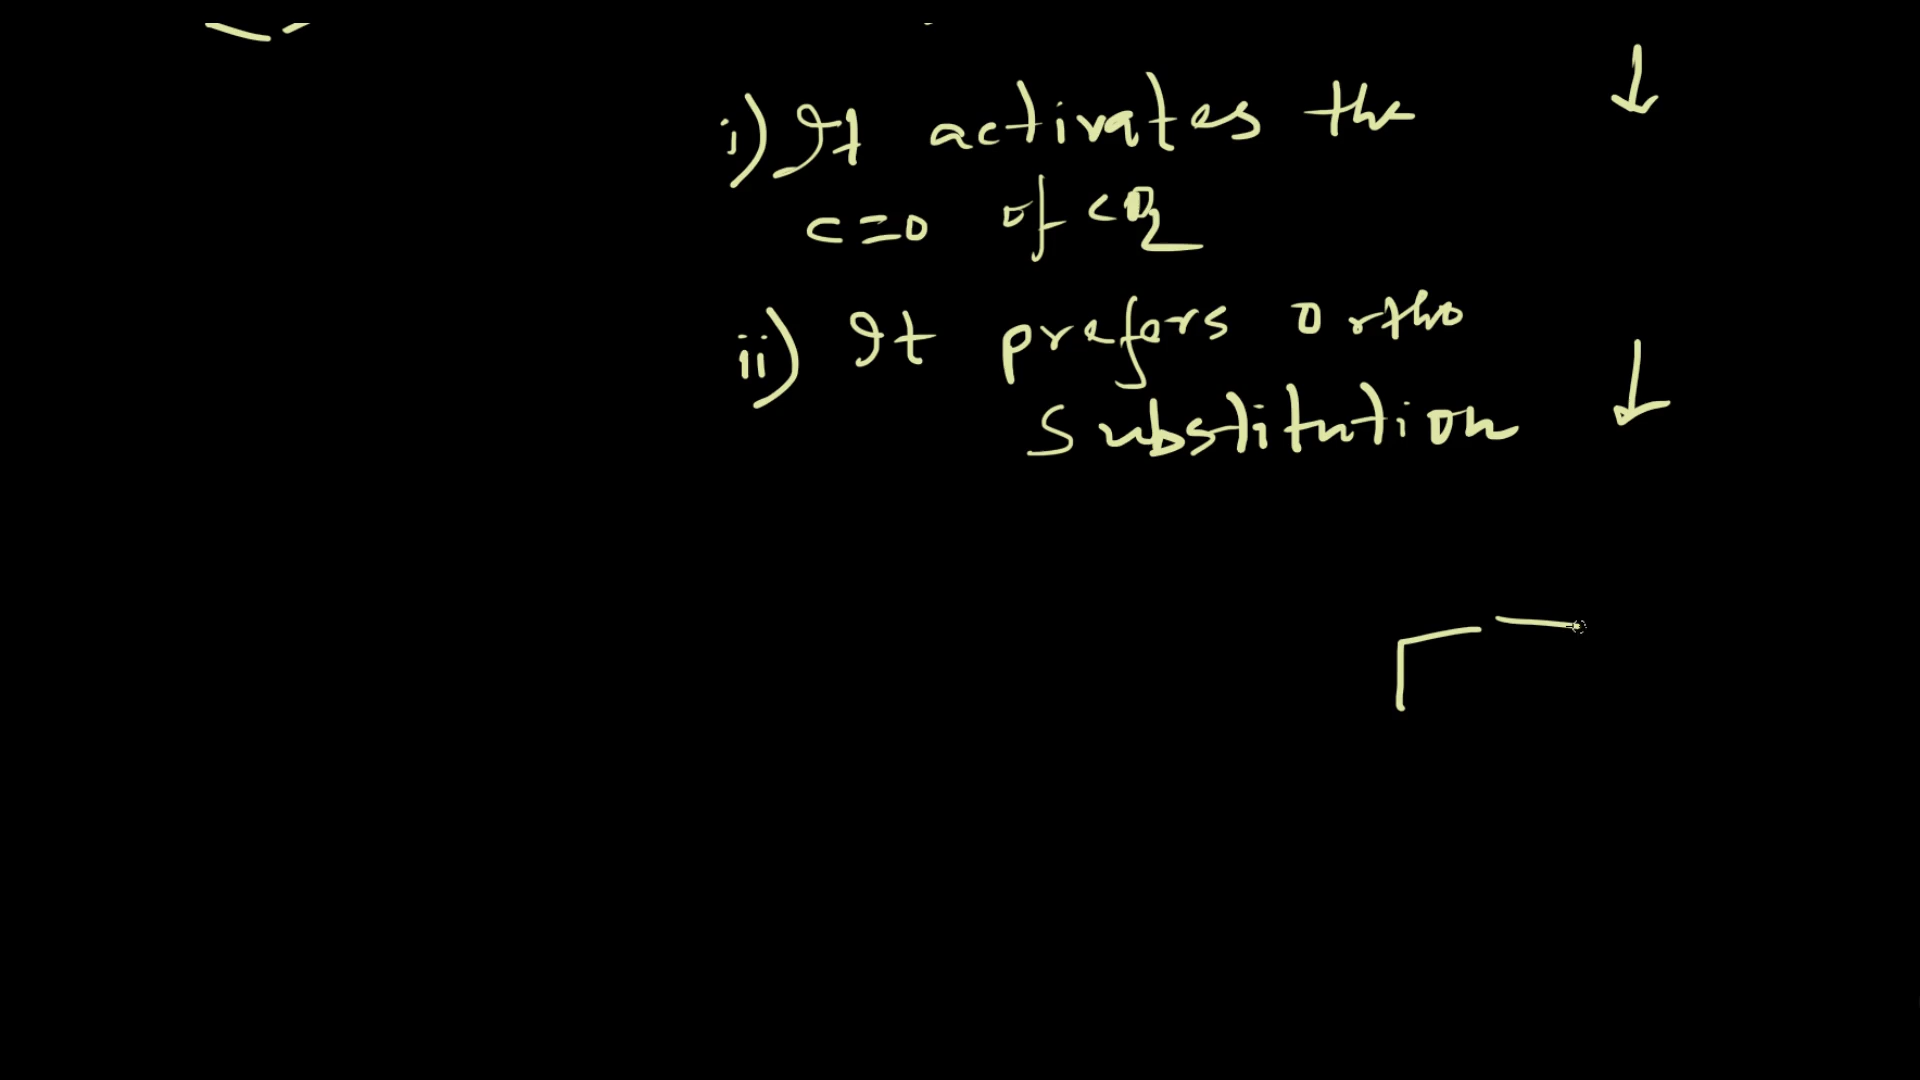 i) It activates the
c=0 of CO2
ii) It prefers ortho
Substitution